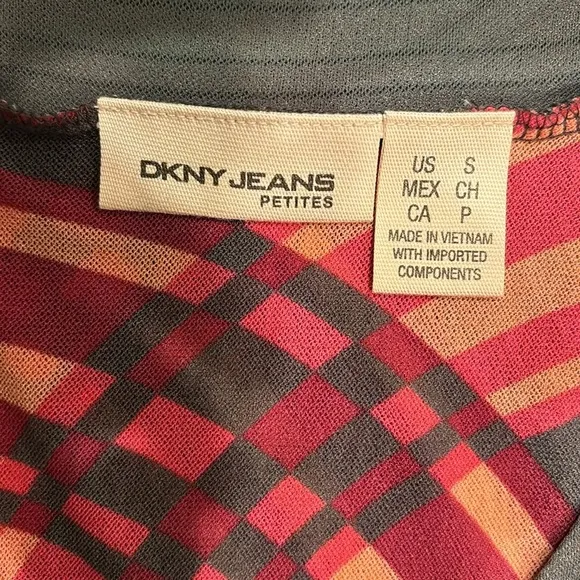 DKNY JEANS
PETITES
US S
MEX CH
CA P
MADE IN VIETNAM
WITH IMPORTED
COMPONENTS